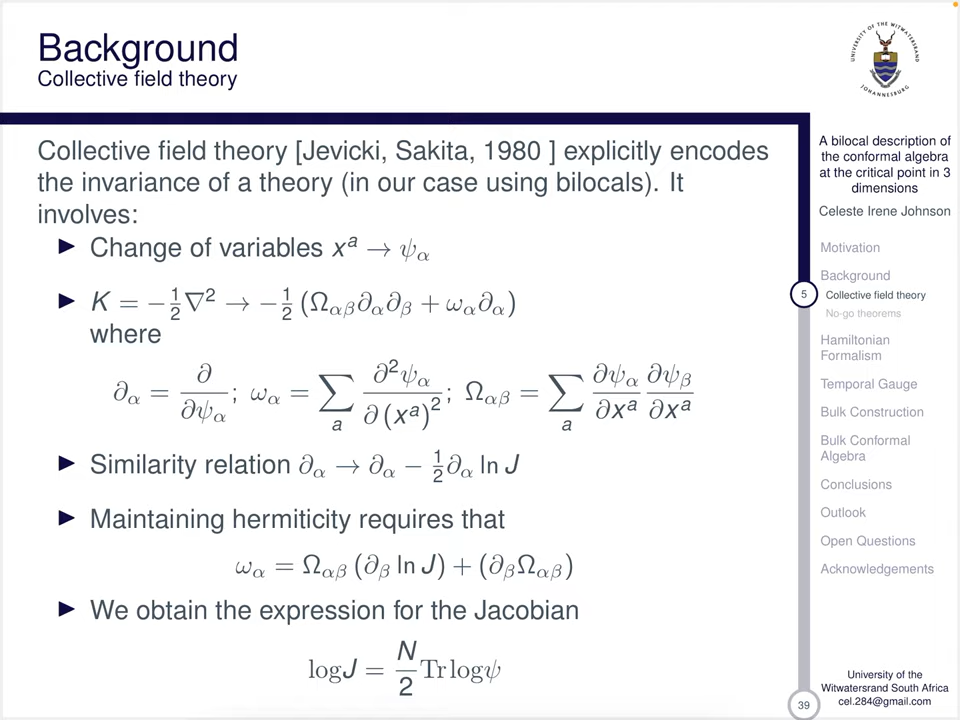 Background
Collective field theory
UNIVERSITY OF THE WITWATERSRAND
JOHANNESBURG
Collective field theory [Jevicki, Sakita, 1980 ] explicitly encodes
the invariance of a theory (in our case using bilocals). It
involves:
▶ Change of variables xᵃ → ψ_α
▶ K = −½∇² → −½ (Ω_αβ ∂_α ∂_β + ω_α ∂_α)
where
∂_α = ∂/∂ψ_α ; ω_α = ∑_a ∂²ψ_α/∂(xᵃ)² ; Ω_αβ = ∑_a ∂ψ_α/∂xᵃ ∂ψ_β/∂xᵃ
▶ Similarity relation ∂_α → ∂_α − ½∂_α ln J
▶ Maintaining hermiticity requires that
ω_α = Ω_αβ (∂_β ln J) + (∂_β Ω_αβ)
▶ We obtain the expression for the Jacobian
logJ = N/2 Tr logψ
A bilocal description of
the conformal algebra
at the critical point in 3
dimensions
Celeste Irene Johnson
Motivation
Background
5
Collective field theory
No-go theorems
Hamiltonian
Formalism
Temporal Gauge
Bulk Construction
Bulk Conformal
Algebra
Conclusions
Outlook
Open Questions
Acknowledgements
University of the
Witwatersrand South Africa
39
cel.284@gmail.com